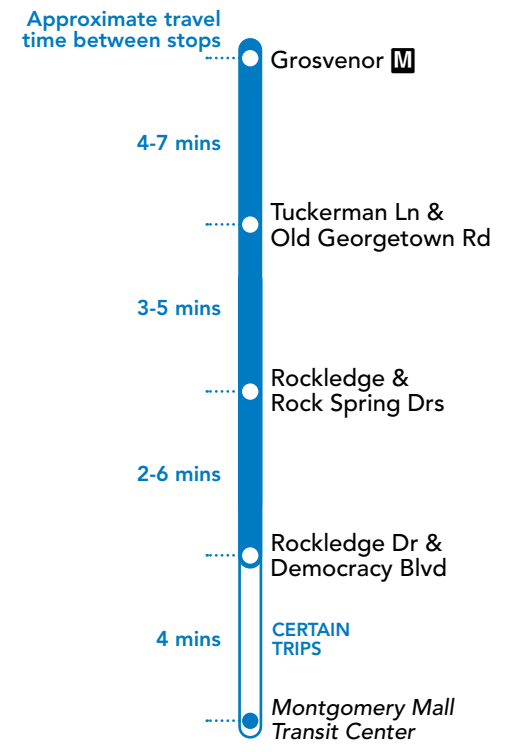 Approximate travel
time between stops
Grosvenor M
4-7 mins
Tuckerman Ln &
Old Georgetown Rd
3-5 mins
Rockledge &
Rock Spring Drs
2-6 mins
Rockledge Dr &
Democracy Blvd
4 mins
CERTAIN
TRIPS
Montgomery Mall
Transit Center